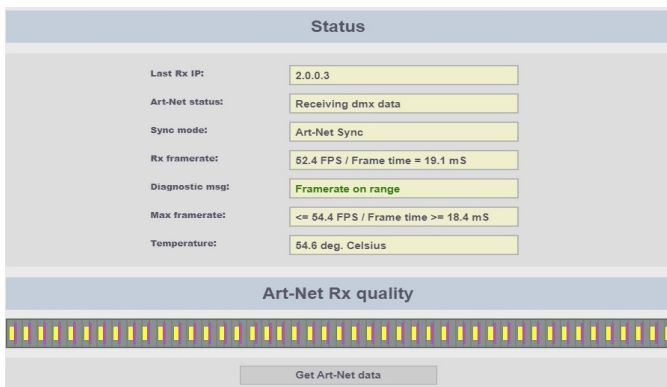 Status
Last Rx IP: 2.0.0.3
Art-Net status: Receiving dmx data
Sync mode: Art-Net Sync
Rx framerate: 52.4 FPS / Frame time = 19.1 mS
Diagnostic msg: Framerate on range
Max framerate: <= 54.4 FPS / Frame time >= 18.4 mS
Temperature: 54.6 deg. Celsius
Art-Net Rx quality
Get Art-Net data